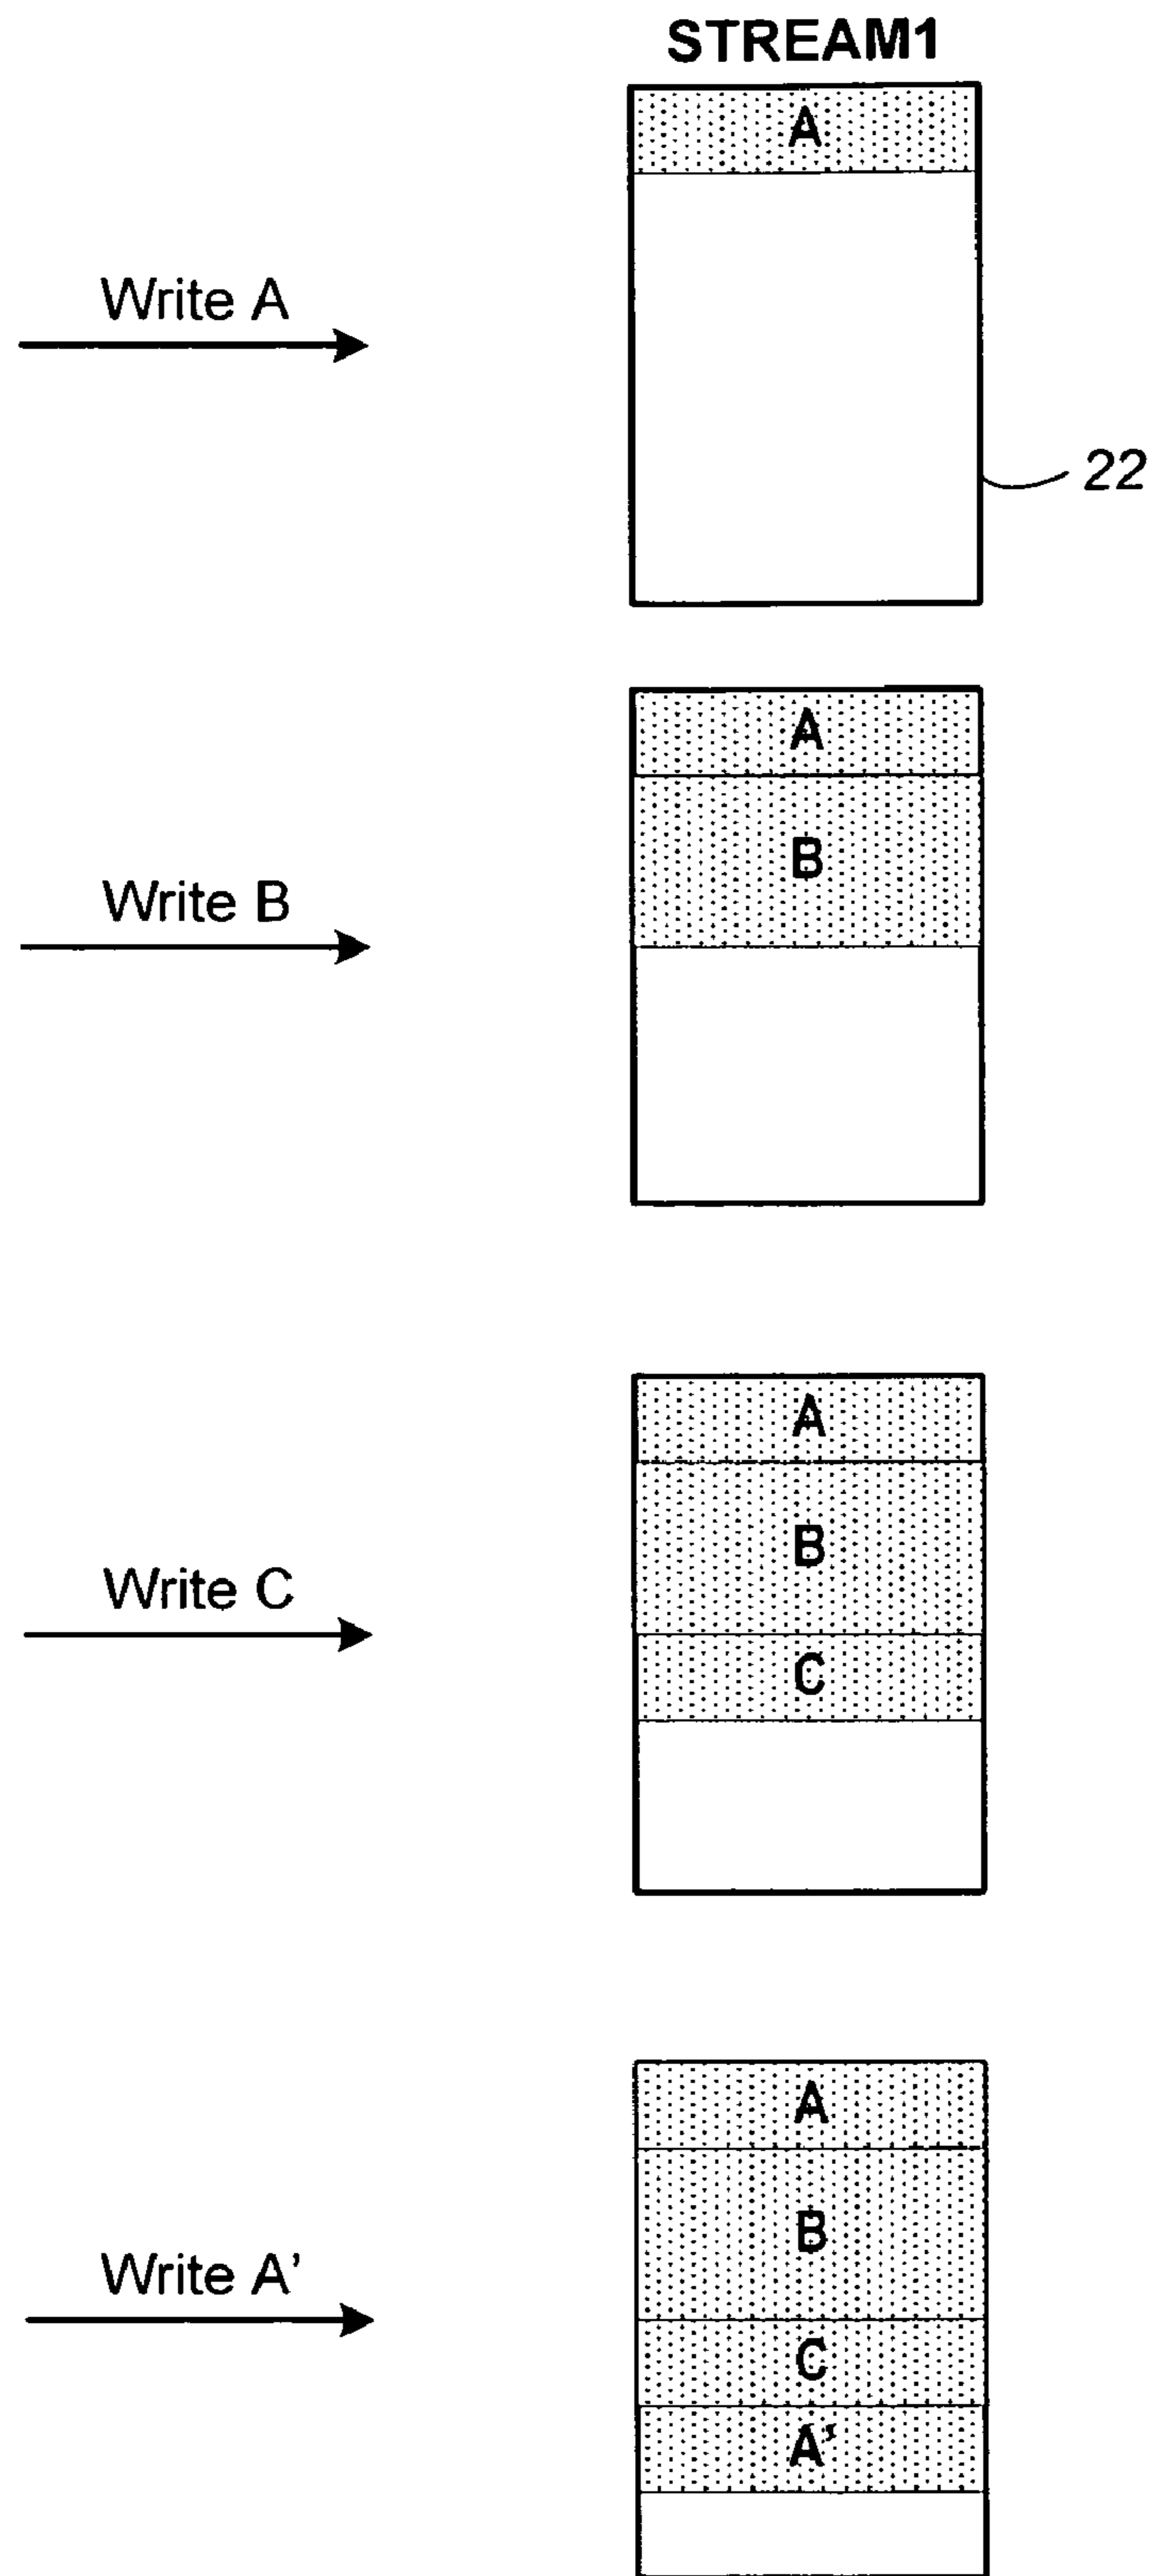 STREAM1
A
Write A
22
A
B
Write B
A
B
Write C
C
A
B
Write A’
C
A’